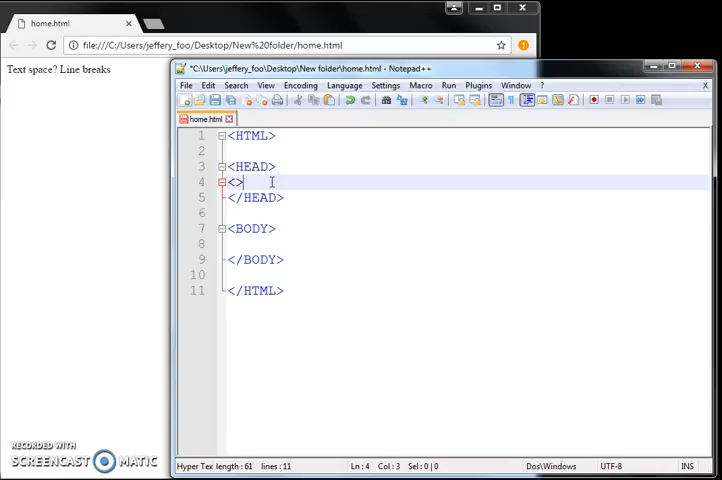 home.html
file:///C:/Users/jeffery_foo/Desktop/New%20folder/home.html
Text space? Line breaks
*C:\Users\jeffery_foo\Desktop\New folder\home.html - Notepad++
File Edit Search View Encoding Language Settings Macro Run Plugins Window ? X
home.html
1 <HTML>
2
3 <HEAD>
4 <>
5 </HEAD>
6
7 <BODY>
8
9 </BODY>
10
11 </HTML>
RECORDED WITH
SCREENCAST MATIC
Hyper Tex length : 61 lines : 11 Ln : 4 Col : 3 Sel : 0 | 0 Dos\Windows UTF-8 INS